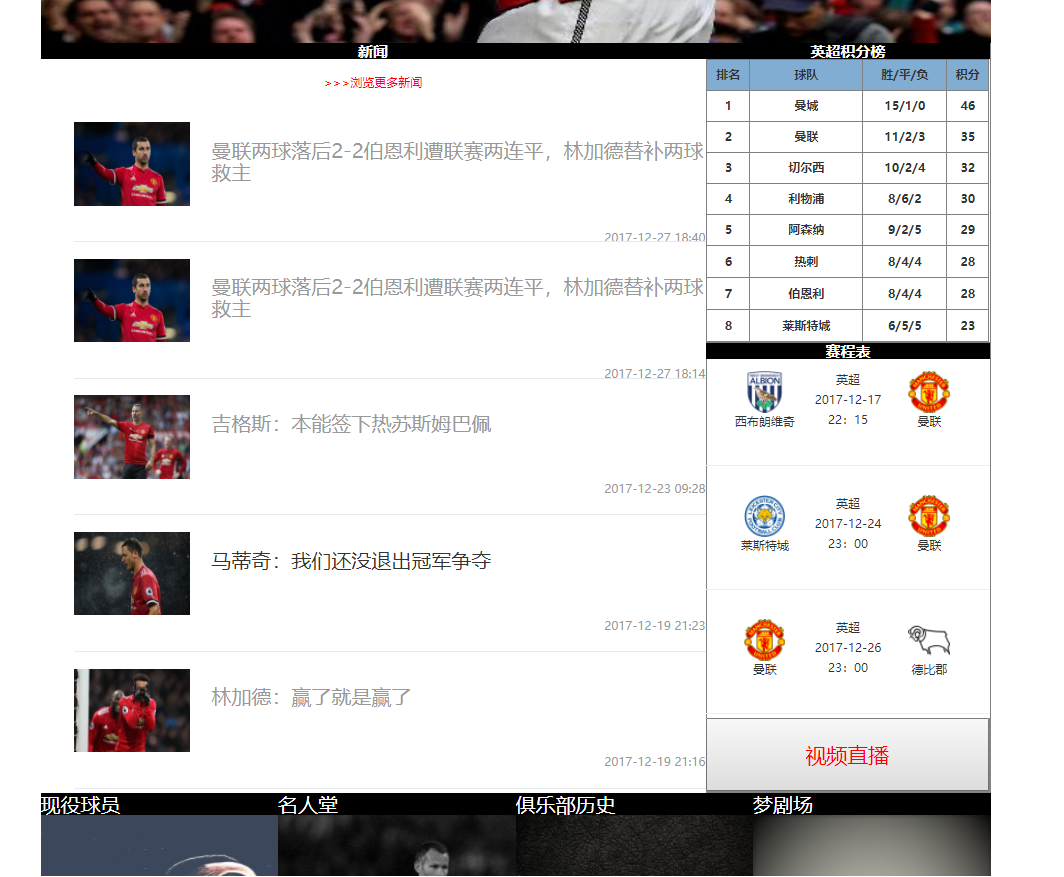 新闻
>>>浏览更多新闻
曼联两球落后2-2伯恩利遭联赛两连平，林加德替补两球
救主
2017-12-27 18:40
曼联两球落后2-2伯恩利遭联赛两连平，林加德替补两球
救主
2017-12-27 18:14
吉格斯：本能签下热苏斯姆巴佩
2017-12-23 09:28
马蒂奇：我们还没退出冠军争夺
2017-12-19 21:23
林加德：赢了就是赢了
2017-12-19 21:16
英超积分榜
排名 球队 胜/平/负 积分
1 曼城 15/1/0 46
2 曼联 11/2/3 35
3 切尔西 10/2/4 32
4 利物浦 8/6/2 30
5 阿森纳 9/2/5 29
6 热刺 8/4/4 28
7 伯恩利 8/4/4 28
8 莱斯特城 6/5/5 23
赛程表
ALBION
英超
2017-12-17
22：15
西布朗维奇
曼联
英超
2017-12-24
23：00
莱斯特城
曼联
英超
2017-12-26
23：00
曼联
德比郡
视频直播
现役球员 名人堂 俱乐部历史 梦剧场